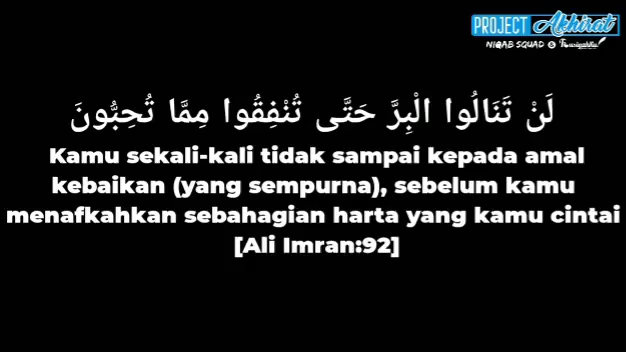 PROJECT Akhirat
NIQAB SQUAD &
لَنْ تَنَالُوا الْبِرَّ حَتَّى تُنْفِقُوا مِمَّا تُحِبُّونَ
Kamu sekali-kali tidak sampai kepada amal
kebaikan (yang sempurna), sebelum kamu
menafkahkan sebahagian harta yang kamu cintai
[Ali Imran:92]